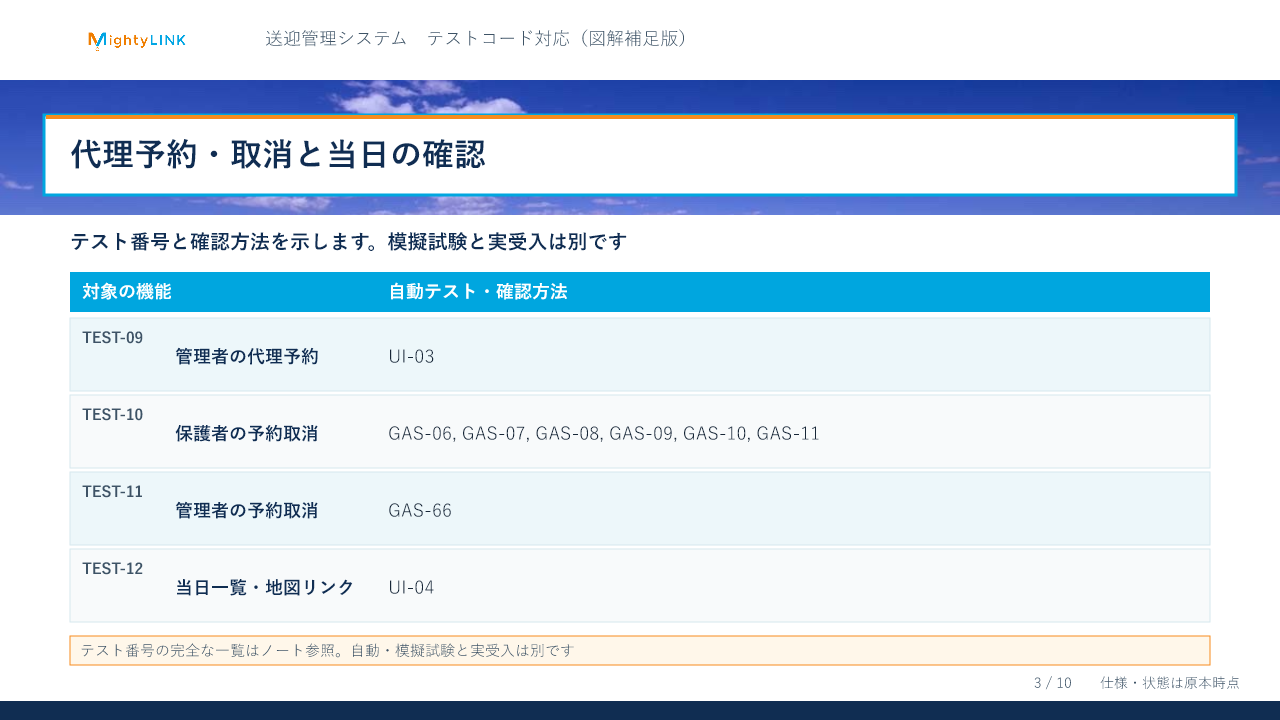 MightyLINK
送迎管理システム　テストコード対応（図解補足版）
代理予約・取消と当日の確認
テスト番号と確認方法を示します。模擬試験と実受入は別です
対象の機能　自動テスト・確認方法
TEST-09
管理者の代理予約　UI-03
TEST-10
保護者の予約取消　GAS-06, GAS-07, GAS-08, GAS-09, GAS-10, GAS-11
TEST-11
管理者の予約取消　GAS-66
TEST-12
当日一覧・地図リンク　UI-04
テスト番号の完全な一覧はノート参照。自動・模擬試験と実受入は別です
3 / 10　仕様・状態は原本時点